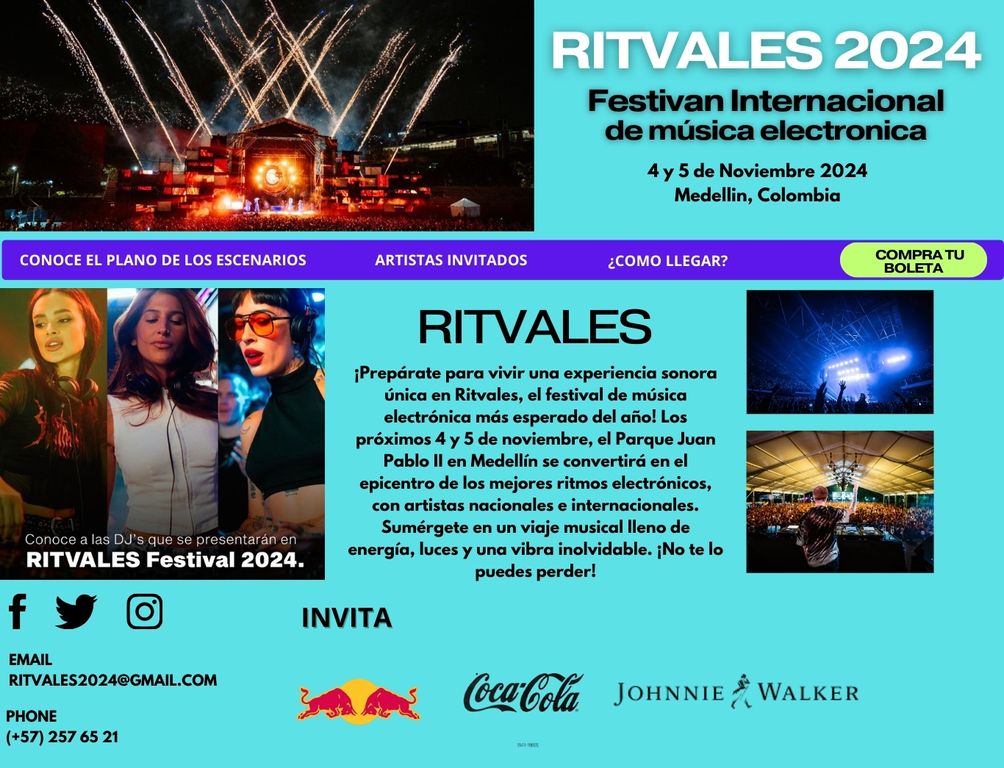 RITVALES 2024
Festivan Internacional
de música electronica
4 y 5 de Noviembre 2024
Medellin, Colombia
CONOCE EL PLANO DE LOS ESCENARIOS
ARTISTAS INVITADOS
¿COMO LLEGAR?
COMPRA TU
BOLETA
Conoce a las DJ's que se presentarán en
RITVALES Festival 2024.
RITVALES
¡Prepárate para vivir una experiencia sonora
única en Ritvales, el festival de música
electrónica más esperado del año! Los
próximos 4 y 5 de noviembre, el Parque Juan
Pablo II en Medellín se convertirá en el
epicentro de los mejores ritmos electrónicos,
con artistas nacionales e internacionales.
Sumérgete en un viaje musical lleno de
energía, luces y una vibra inolvidable. ¡No te lo
puedes perder!
EMAIL
RITVALES2024@GMAIL.COM
PHONE
(+57) 257 65 21
INVITA
Coca-Cola
JOHNNIE WALKER